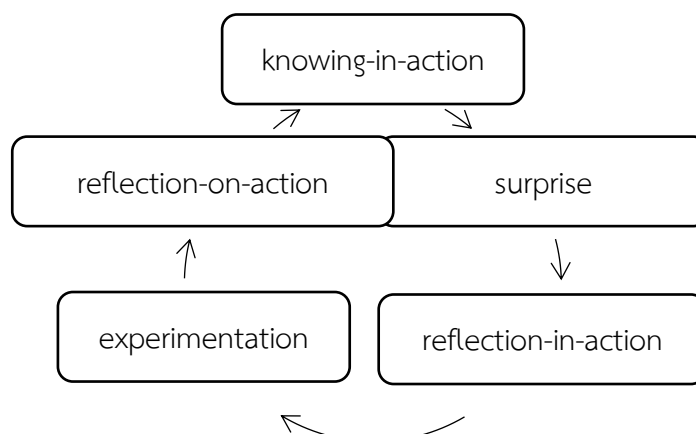 knowing-in-action
reflection-on-action
surprise
experimentation
reflection-in-action